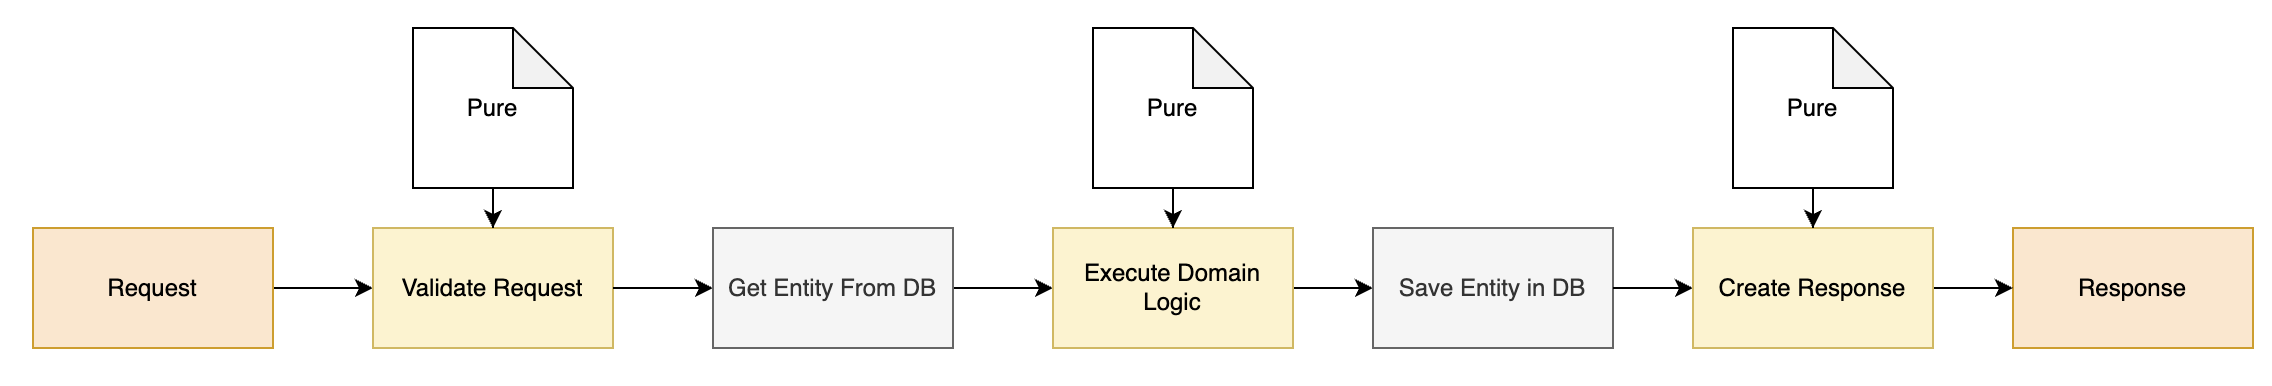 Pure
Pure
Pure
Request
Validate Request
Get Entity From DB
Execute Domain
Logic
Save Entity in DB
Create Response
Response